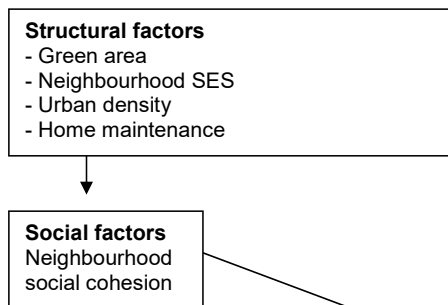 Structural factors
- Green area
- Neighbourhood SES
- Urban density
- Home maintenance
Social factors
Neighbourhood
social cohesion